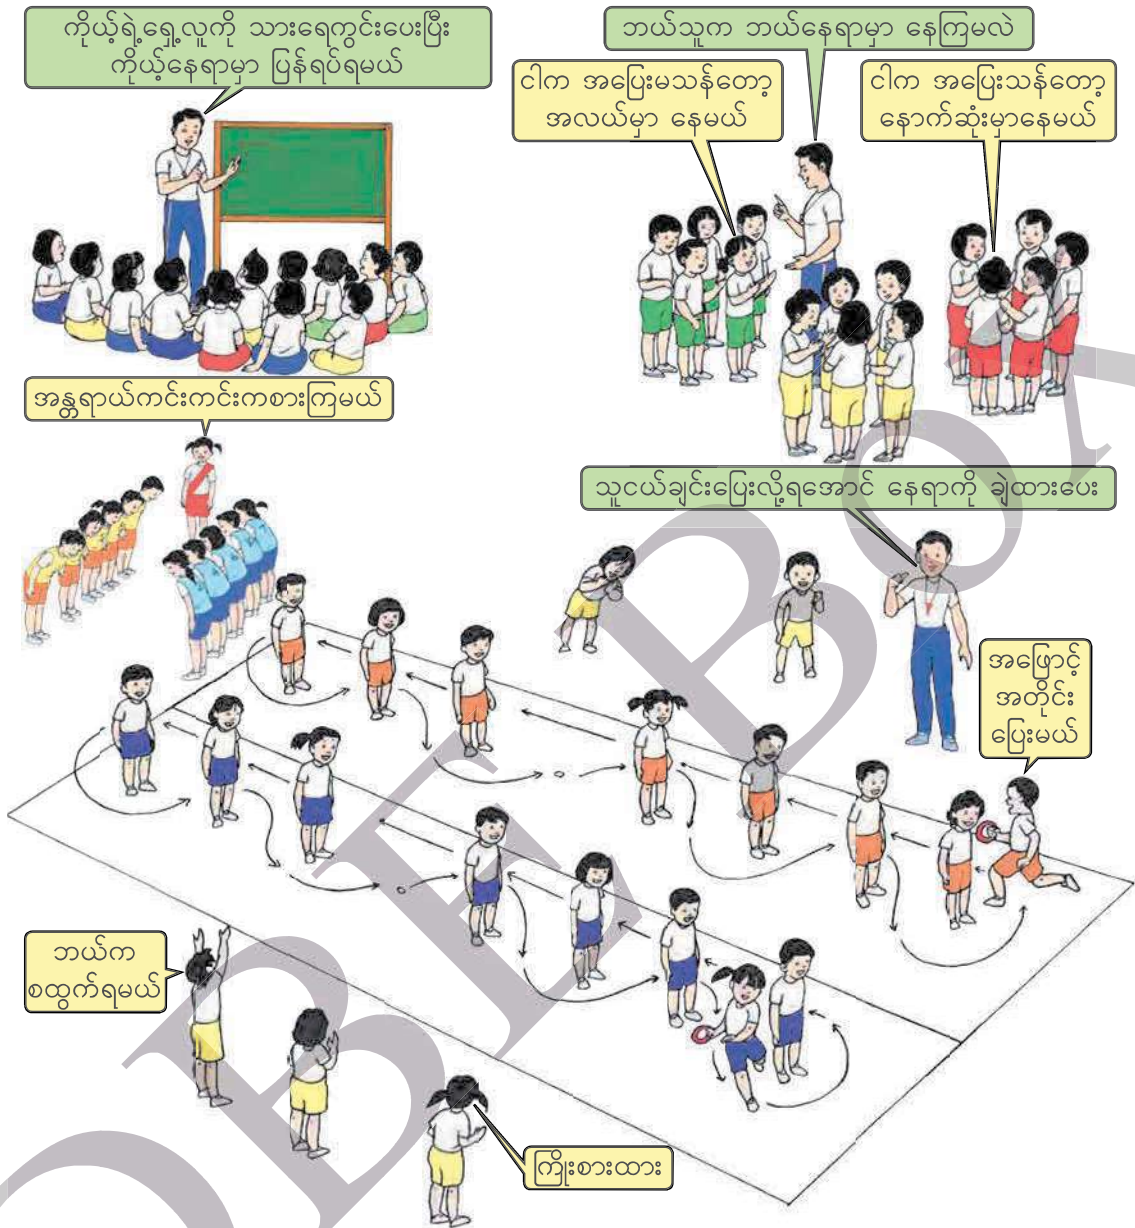 ကိုယ့်ရဲ့ရှေ့လူကို သားရေကွင်းပေးပြီး
ကိုယ့်နေရာမှာ ပြန်ရပ်ရမယ်
ဘယ်သူက ဘယ်နေရာမှာ နေကြမလဲ
ငါက အပြေးမသန်တော့
အလယ်မှာ နေမယ်
ငါက အပြေးသန်တော့
နောက်ဆုံးမှာနေမယ်
အန္တရာယ်ကင်းကင်းကစားကြမယ်
သူငယ်ချင်းပြေးလို့ရအောင် နေရာကို ချဲထားပေး
အဖြောင့်
အတိုင်း
ပြေးမယ်
ဘယ်က
စထွက်ရမယ်
ကြိုးစားထား
DBE BOA